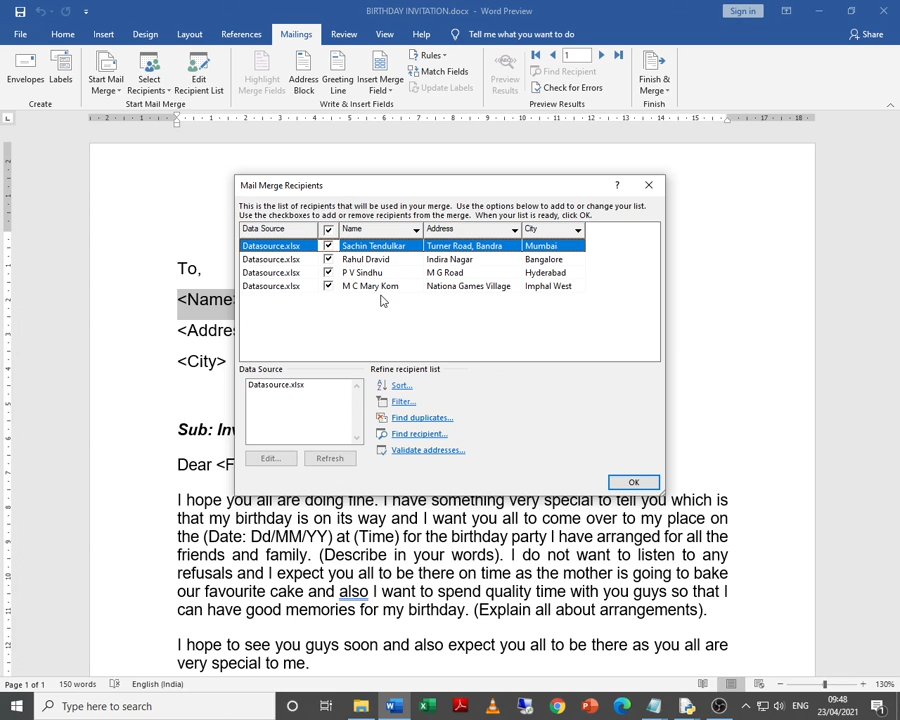 BIRTHDAY INVITATION.docx - Word Preview
Sign in
File Home Insert Design Layout References Mailings Review View Help Tell me what you want to do Share
Envelopes Labels
Create
Start Mail Merge
Select Recipients
Edit Recipient List
Start Mail Merge
Highlight Merge Fields
Address Block
Greeting Line
Insert Merge Field
Rules
Match Fields
Update Labels
Write & Insert Fields
Preview Results
1
Find Recipient
Check for Errors
Preview Results
Finish & Merge
Finish
Mail Merge Recipients
This is the list of recipients that will be used in your merge. Use the options below to add to or change your list.
Use the checkboxes to add or remove recipients from the merge. When your list is ready, click OK.
Data Source Name Address City
Datasource.xlsx Sachin Tendulkar Turner Road, Bandra Mumbai
Datasource.xlsx Rahul Dravid Indira Nagar Bangalore
Datasource.xlsx P V Sindhu M G Road Hyderabad
Datasource.xlsx M C Mary Kom Nationa Games Village Imphal West
Data Source
Datasource.xlsx
Edit... Refresh
Refine recipient list
Sort...
Filter...
Find duplicates...
Find recipient...
Validate addresses...
OK
To,
<Name>
<Addre
<City>
Sub: Inv
Dear <F
I hope you all are doing fine. I have something very special to tell you which is
that my birthday is on its way and I want you all to come over to my place on
the (Date: Dd/MM/YY) at (Time) for the birthday party I have arranged for all the
friends and family. (Describe in your words). I do not want to listen to any
refusals and I expect you all to be there on time as the mother is going to bake
our favourite cake and also I want to spend quality time with you guys so that I
can have good memories for my birthday. (Explain all about arrangements).
I hope to see you guys soon and also expect you all to be there as you all are
very special to me.
Page 1 of 1 150 words English (India) 130%
Type here to search
09:48
23/04/2021